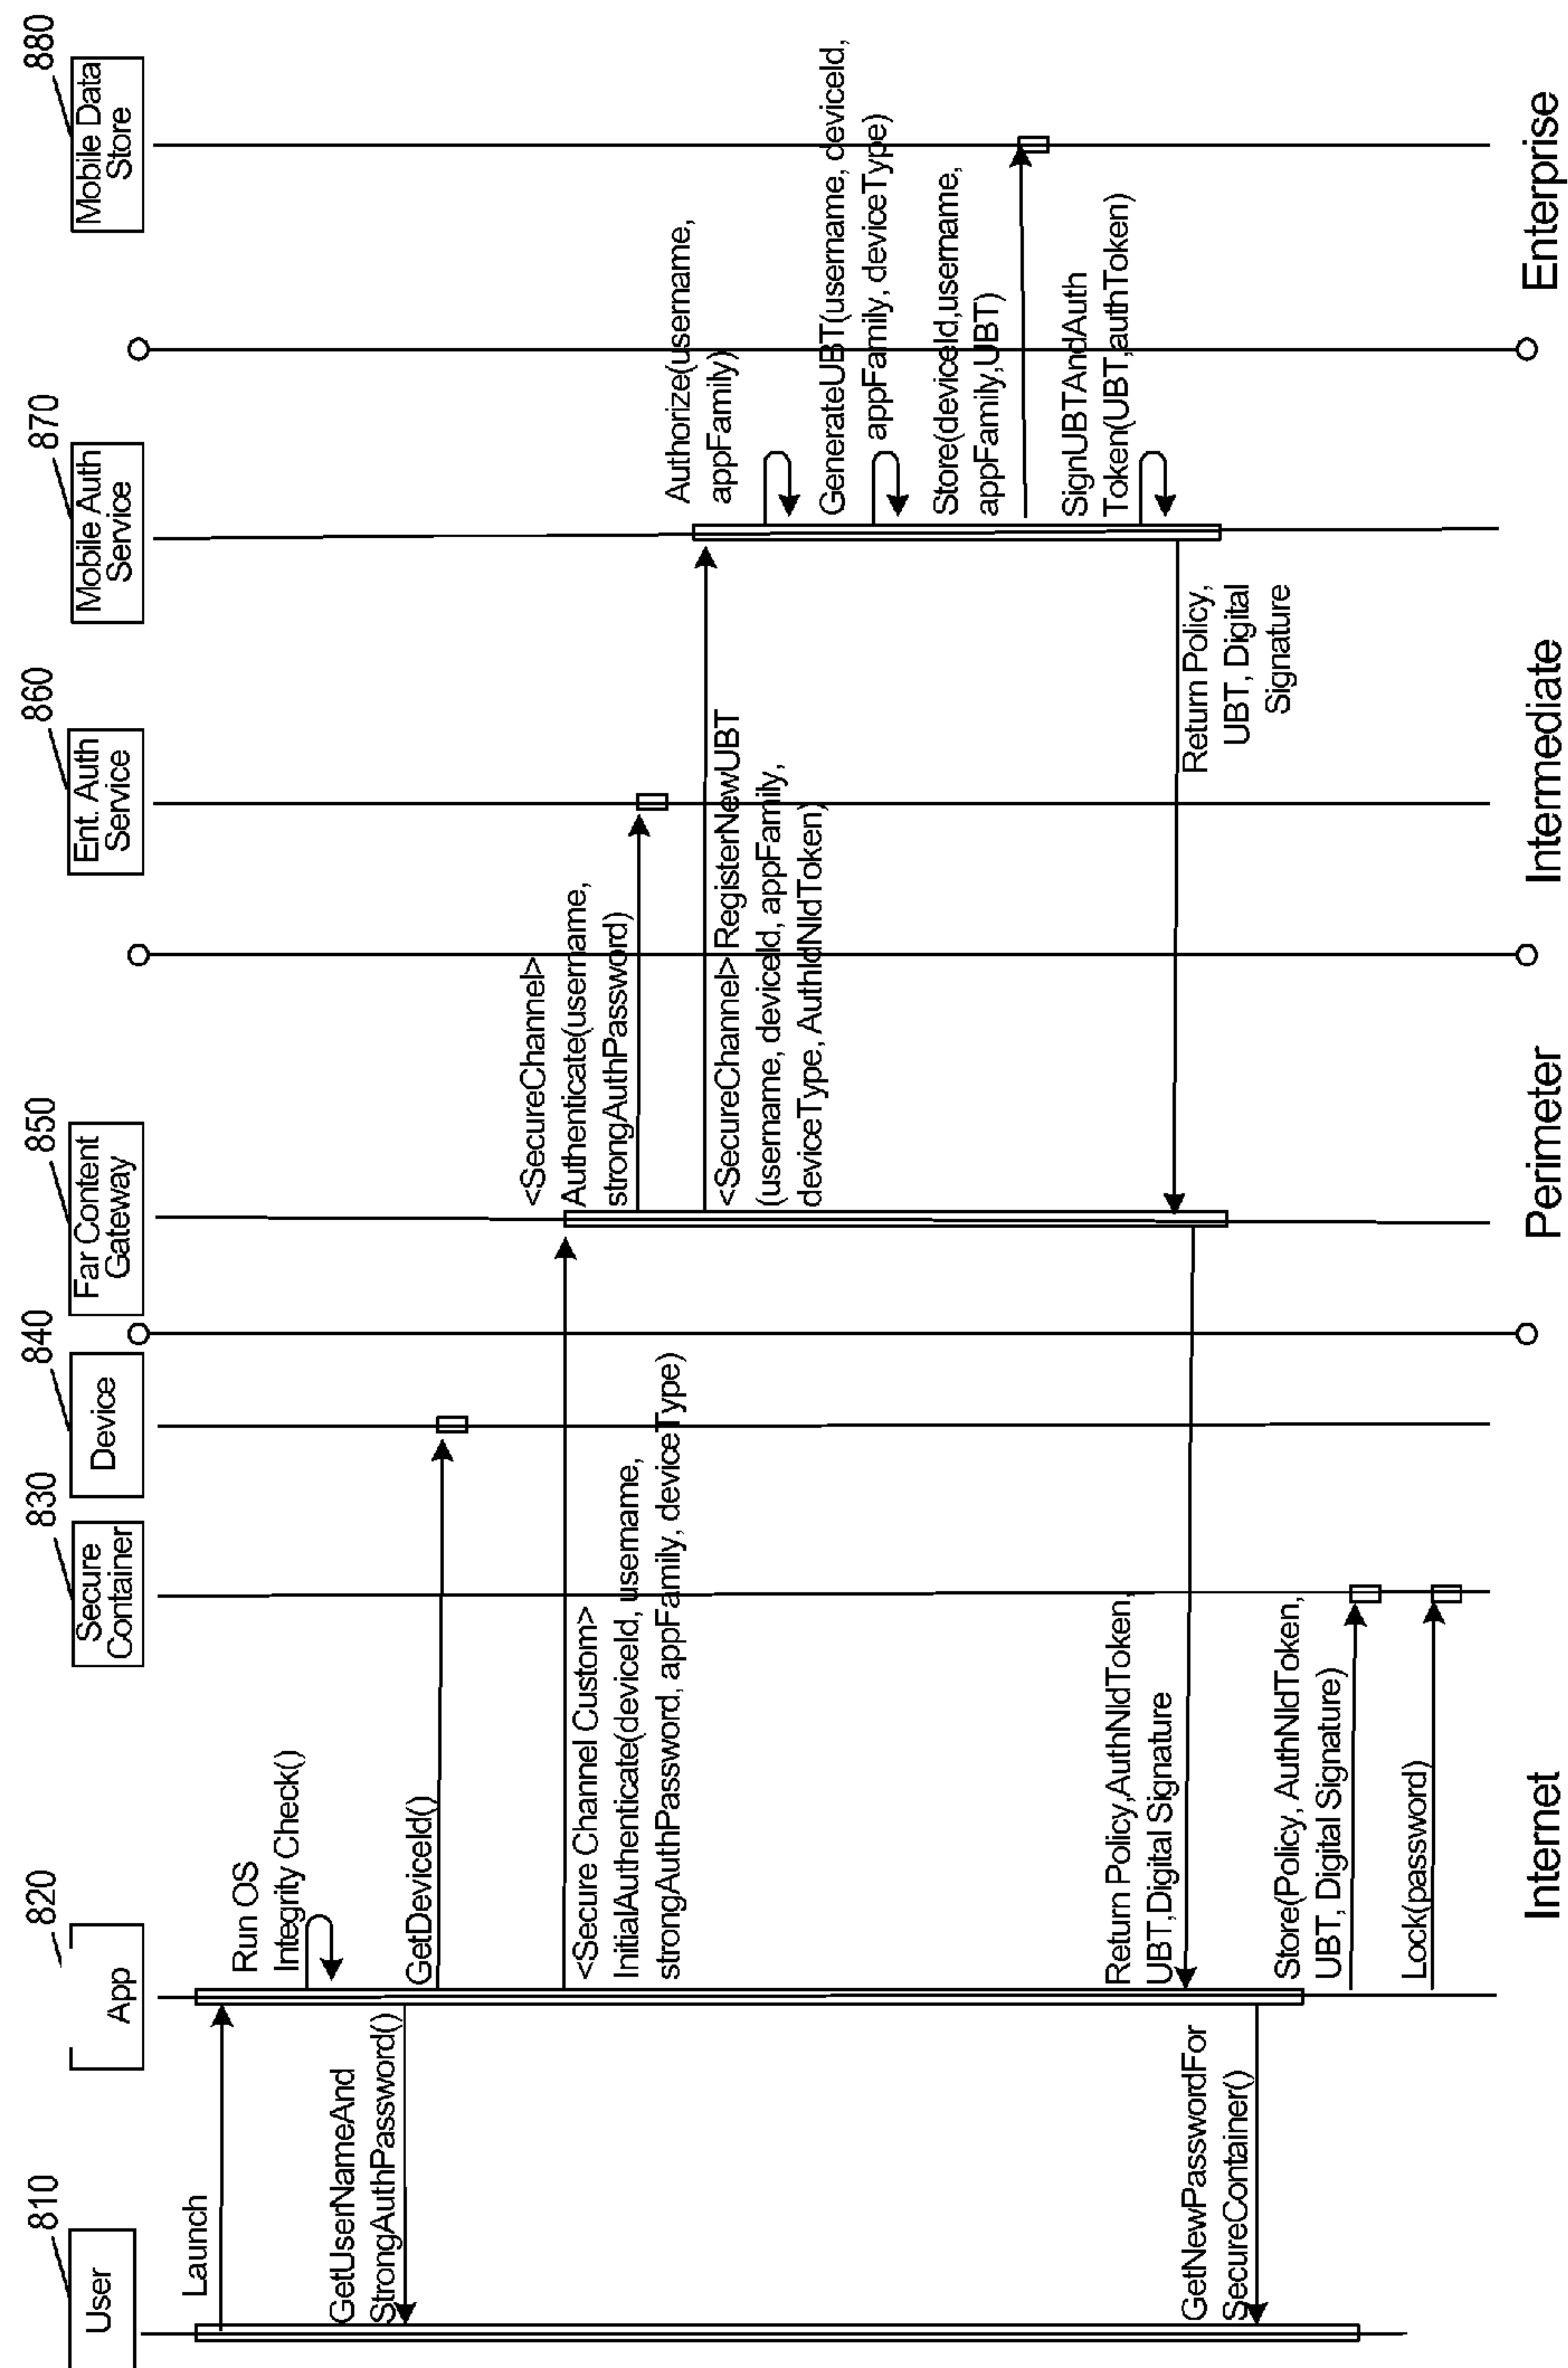 810
User
820
App
830
Secure
Container
840
Device
850
Far Content
Gateway
860
Ent. Auth
Service
870
Mobile Auth
Service
880
Mobile Data
Store
Launch
Run OS
Integrity Check()
GetUserNameAnd
StrongAuthPassword()
GetDeviceId()
<Secure Channel Custom>
InitialAuthenticate(deviceId, username,
strongAuthPassword, appFamily, deviceType)
<SecureChannel>
Authenticate(username,
strongAuthPassword)
<SecureChannel> RegisterNewUBT
(username, deviceId, appFamily,
deviceType, AuthIdNIdToken)
Authorize(username,
appFamily)
GenerateUBT(username, deviceId,
appFamily, deviceType)
Store(deviceId,username,
appFamily,UBT)
SignUBTAndAuth
Token(UBT,authToken)
Return Policy,
UBT, Digital
Signature
Return Policy,AuthNIdToken,
UBT,Digital Signature
GetNewPasswordFor
SecureContainer()
Store(Policy, AuthNIdToken,
UBT, Digital Signature)
Lock(password)
Internet
Perimeter
Intermediate
Enterprise